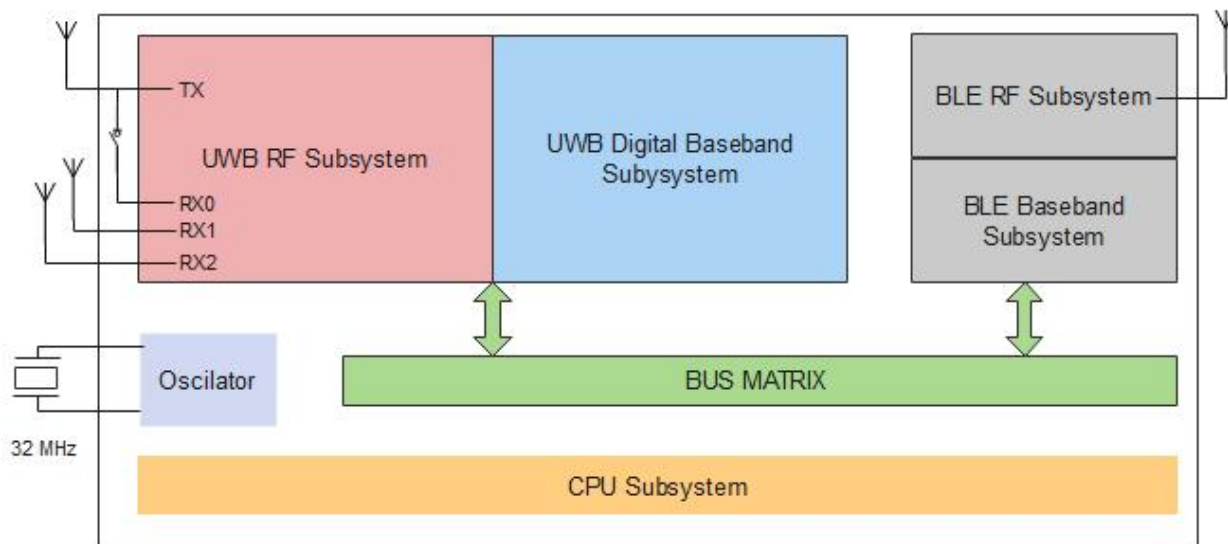 TX
UWB RF Subsystem
RX0
RX1
RX2
UWB Digital Baseband
Subysystem
BLE RF Subsystem
BLE Baseband
Subsystem
Oscilator
BUS MATRIX
32 MHz
CPU Subsystem